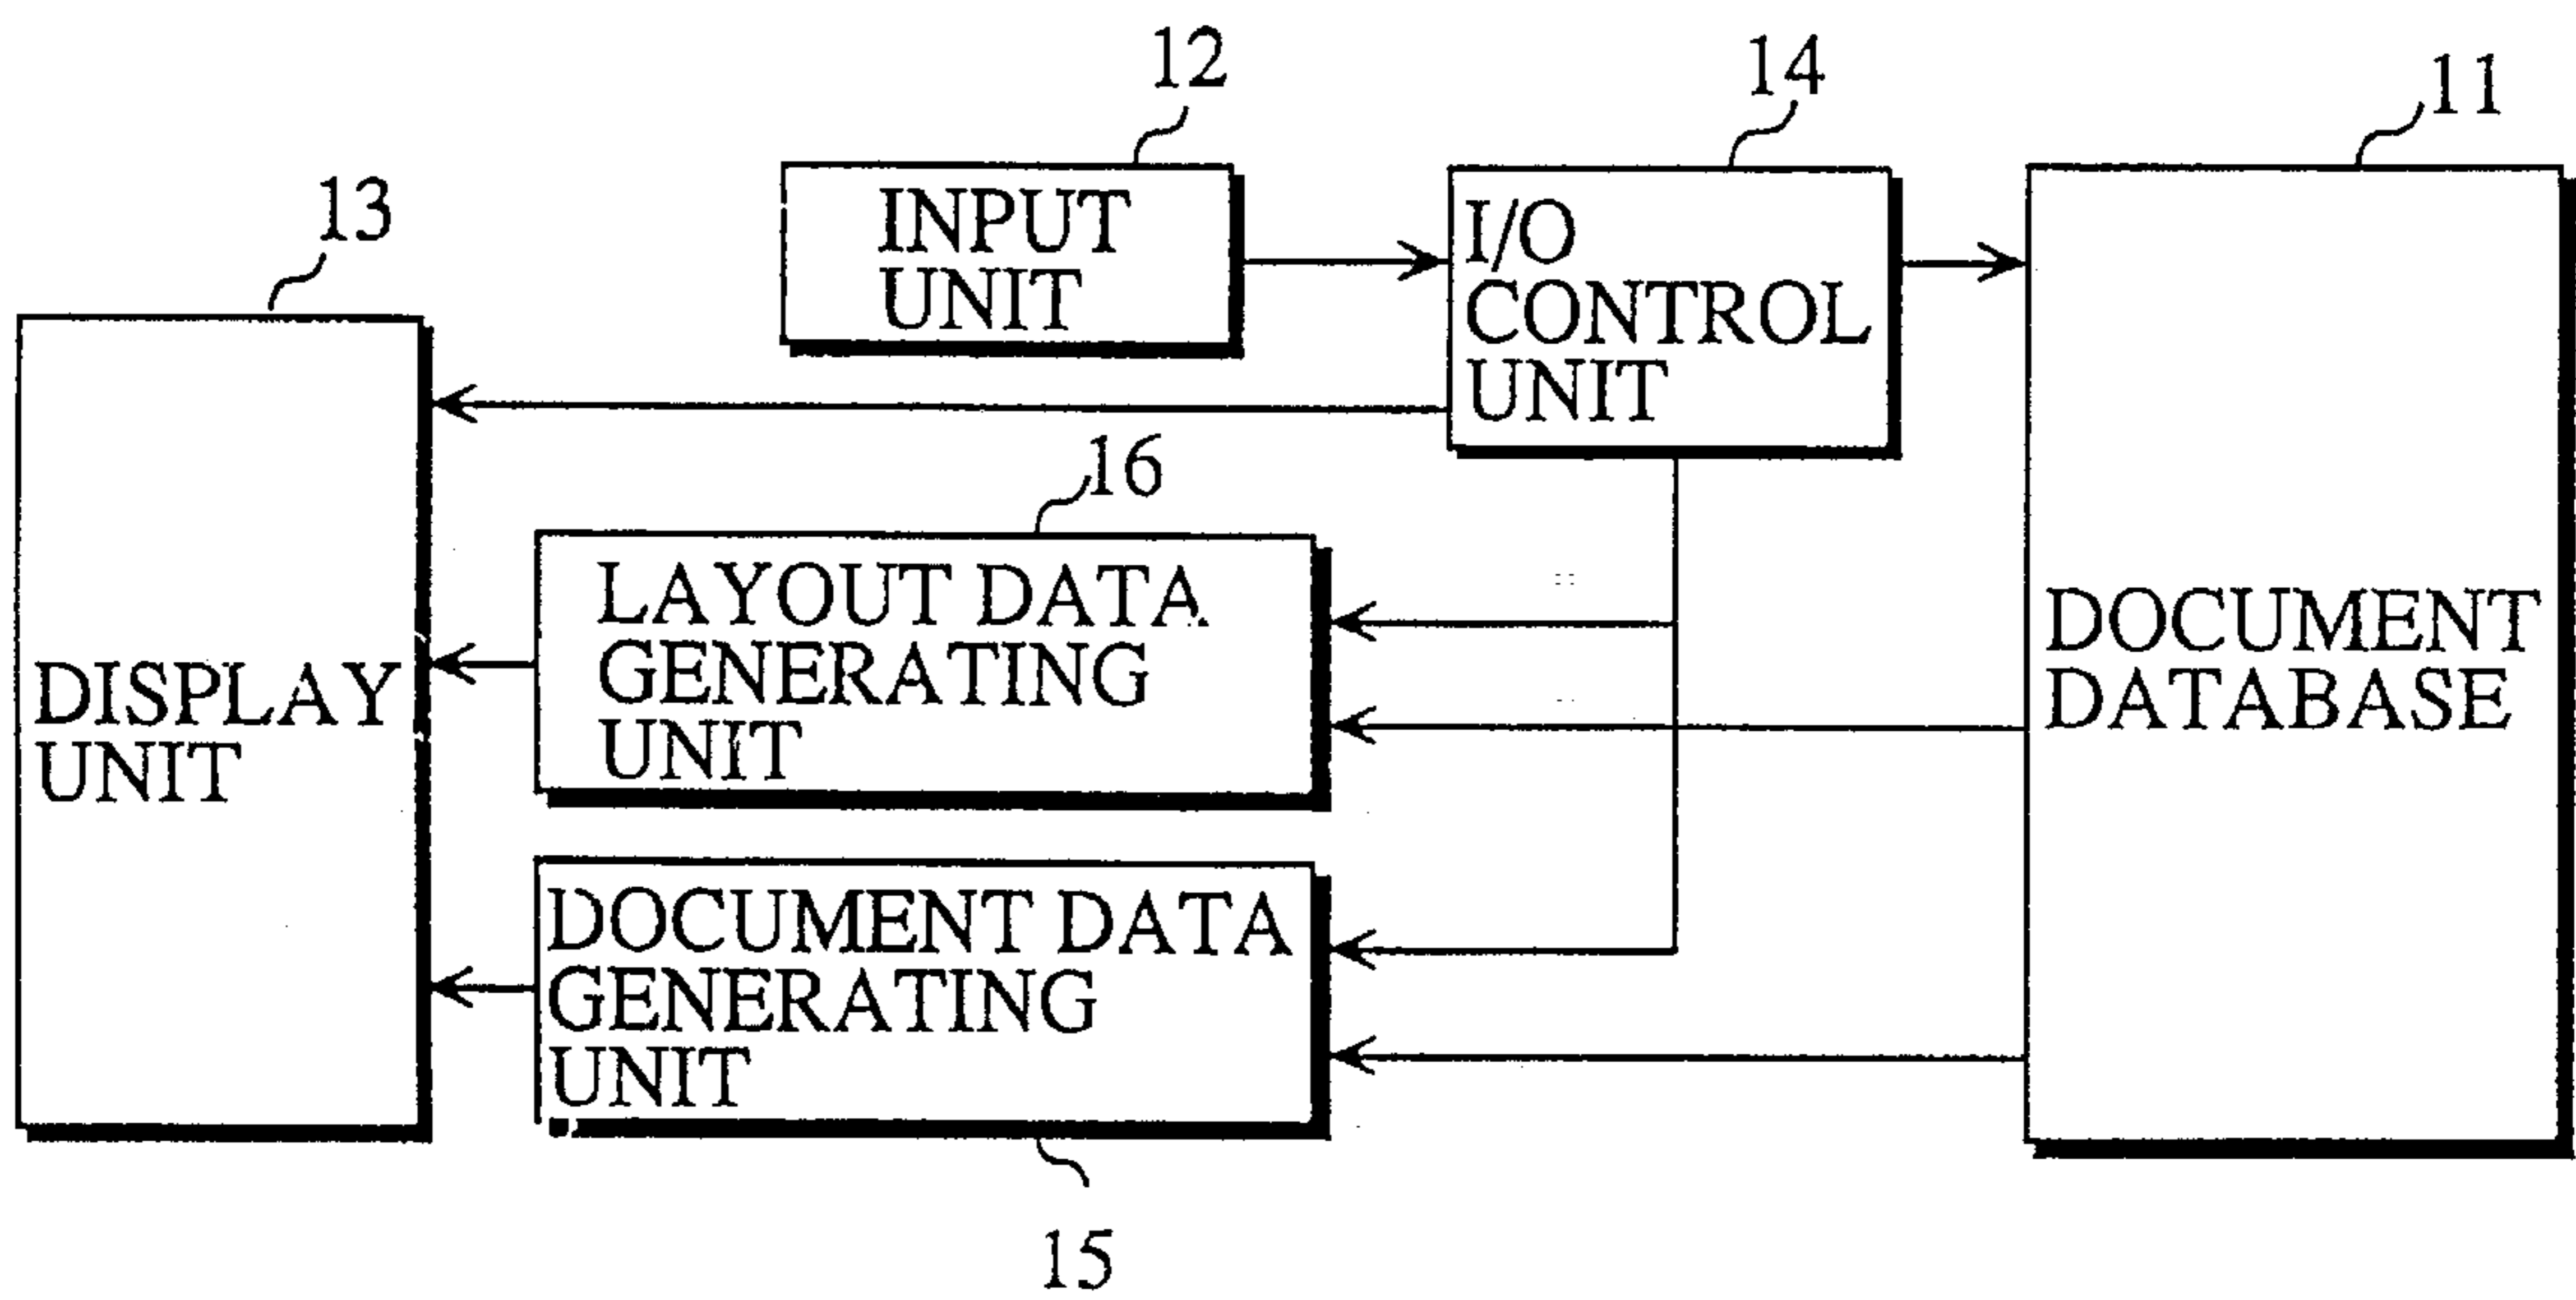 12
14
11
13
INPUT
UNIT
I/O
CONTROL
UNIT
16
LAYOUT DATA
GENERATING
UNIT
DISPLAY
UNIT
DOCUMENT
DATABASE
DOCUMENT DATA
GENERATING
UNIT
15